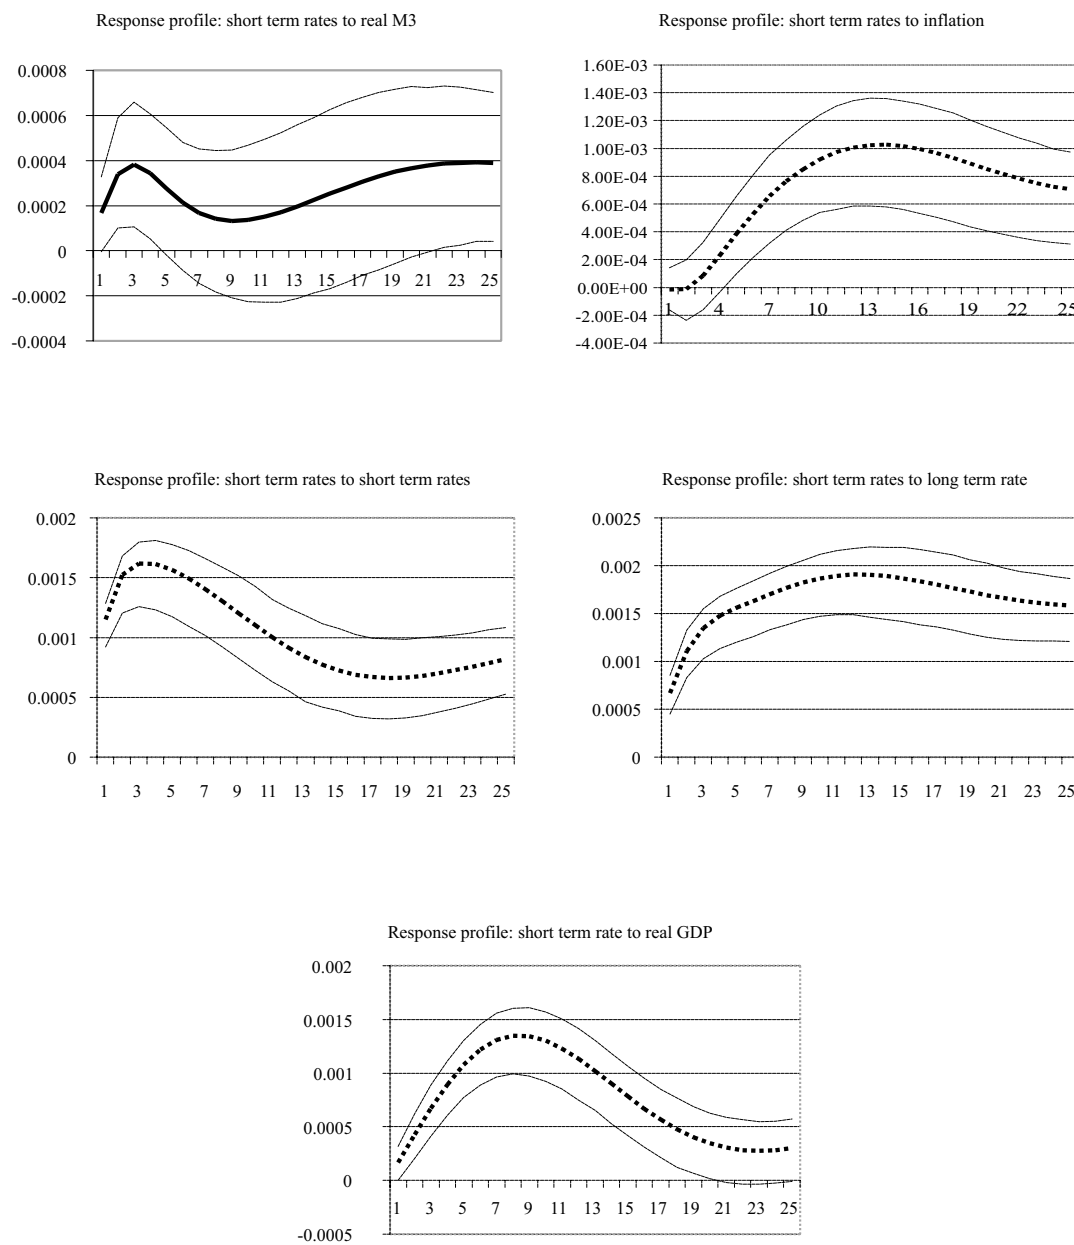 Response profile: short term rates to real M3
0.0008
0.0006
0.0004
0.0002
0
-0.0002
-0.0004
1 3 5 7 9 11 13 15 17 19 21 23 25
Response profile: short term rates to inflation
1.60E-03
1.40E-03
1.20E-03
1.00E-03
8.00E-04
6.00E-04
4.00E-04
2.00E-04
0.00E+00
-2.00E-04
-4.00E-04
1 4 7 10 13 16 19 22 25
Response profile: short term rates to short term rates
0.002
0.0015
0.001
0.0005
0
1 3 5 7 9 11 13 15 17 19 21 23 25
Response profile: short term rates to long term rate
0.0025
0.002
0.0015
0.001
0.0005
0
1 3 5 7 9 11 13 15 17 19 21 23 25
Response profile: short term rate to real GDP
0.002
0.0015
0.001
0.0005
0
-0.0005
1 3 5 7 9 11 13 15 17 19 21 23 25